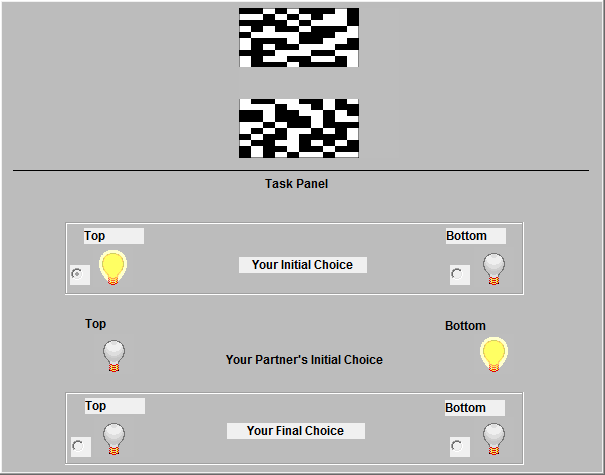 Task Panel
Top
Bottom
Your Initial Choice
Top
Bottom
Your Partner's Initial Choice
Top
Bottom
Your Final Choice